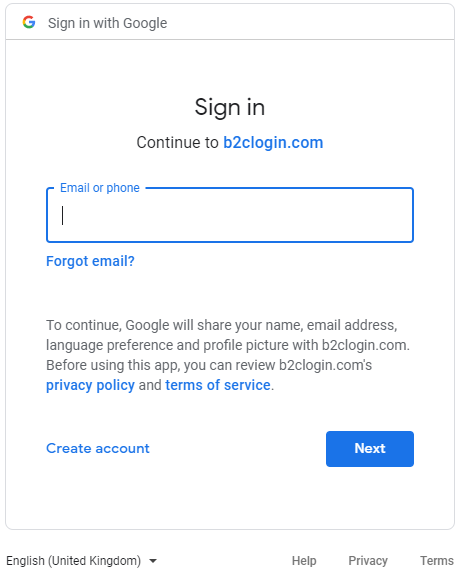 Sign in with Google
Sign in
Continue to b2clogin.com
Email or phone
Forgot email?
To continue, Google will share your name, email address,
language preference and profile picture with b2clogin.com.
Before using this app, you can review b2clogin.com's
privacy policy and terms of service.
Create account
Next
English (United Kingdom)
Help
Privacy
Terms